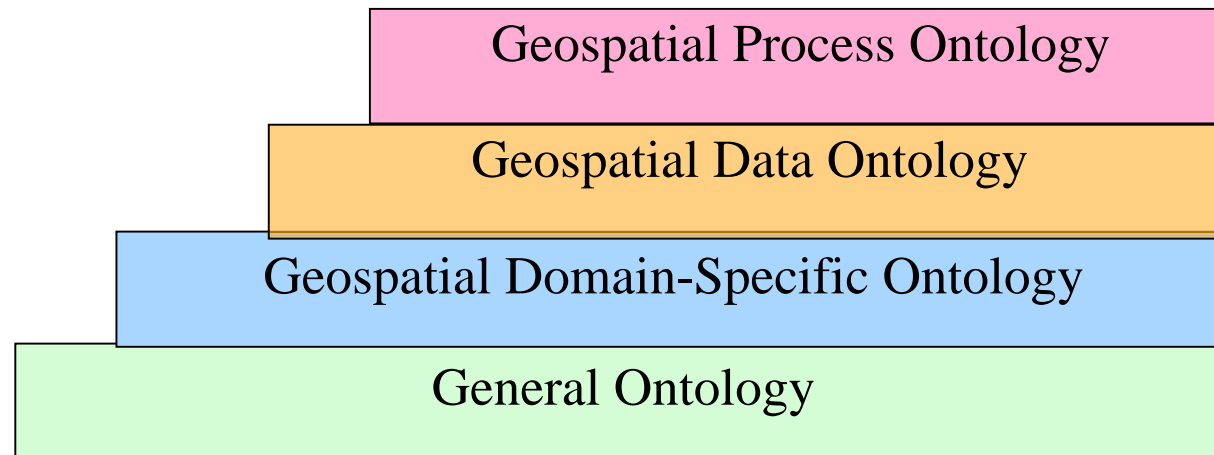 Geospatial Process Ontology
Geospatial Data Ontology
Geospatial Domain-Specific Ontology
General Ontology